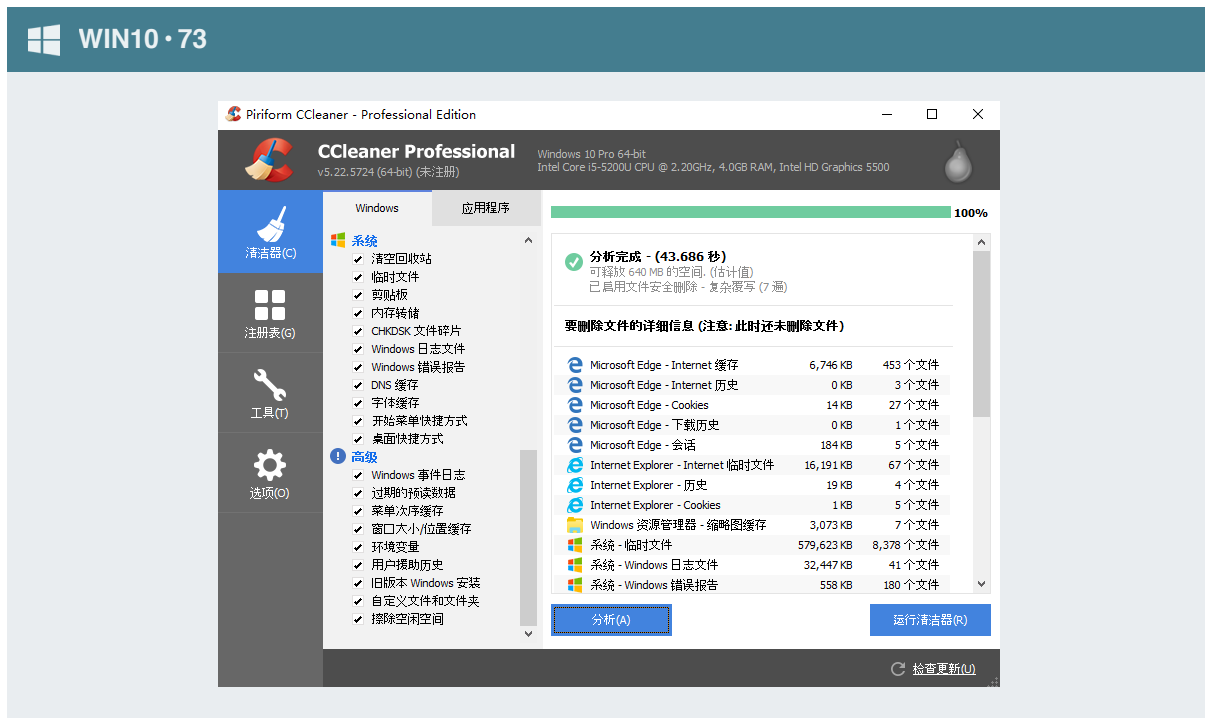 WIN10·73
Piriform CCleaner - Professional Edition
CCleaner Professional
v5.22.5724 (64-bit) (未注册)
Windows 10 Pro 64-bit
Intel Core i5-5200U CPU @ 2.20GHz, 4.0GB RAM, Intel HD Graphics 5500
清洁器(C)
注册表(G)
工具(T)
选项(O)
Windows
应用程序
系统
清空回收站
临时文件
剪贴板
内存转储
CHKDSK 文件碎片
Windows 日志文件
Windows 错误报告
DNS 缓存
字体缓存
开始菜单快捷方式
桌面快捷方式
高级
Windows 事件日志
过期的预读数据
菜单次序缓存
窗口大小/位置缓存
环境变量
用户援助历史
旧版本 Windows 安装
自定义文件和文件夹
擦除空闲空间
100%
分析完成 - (43.686 秒)
可释放 640 MB 的空间. (估计值)
已启用文件安全删除 - 复杂覆写 (7 遍)
要删除文件的详细信息 (注意: 此时还未删除文件)
Microsoft Edge - Internet 缓存 6,746 KB 453 个文件
Microsoft Edge - Internet 历史 0 KB 3 个文件
Microsoft Edge - Cookies 14 KB 27 个文件
Microsoft Edge - 下载历史 0 KB 1 个文件
Microsoft Edge - 会话 184 KB 5 个文件
Internet Explorer - Internet 临时文件 16,191 KB 67 个文件
Internet Explorer - 历史 19 KB 4 个文件
Internet Explorer - Cookies 1 KB 5 个文件
Windows 资源管理器 - 缩略图缓存 3,073 KB 7 个文件
系统 - 临时文件 579,623 KB 8,378 个文件
系统 - Windows 日志文件 32,447 KB 41 个文件
系统 - Windows 错误报告 558 KB 180 个文件
分析(A)
运行清洁器(R)
检查更新(U)